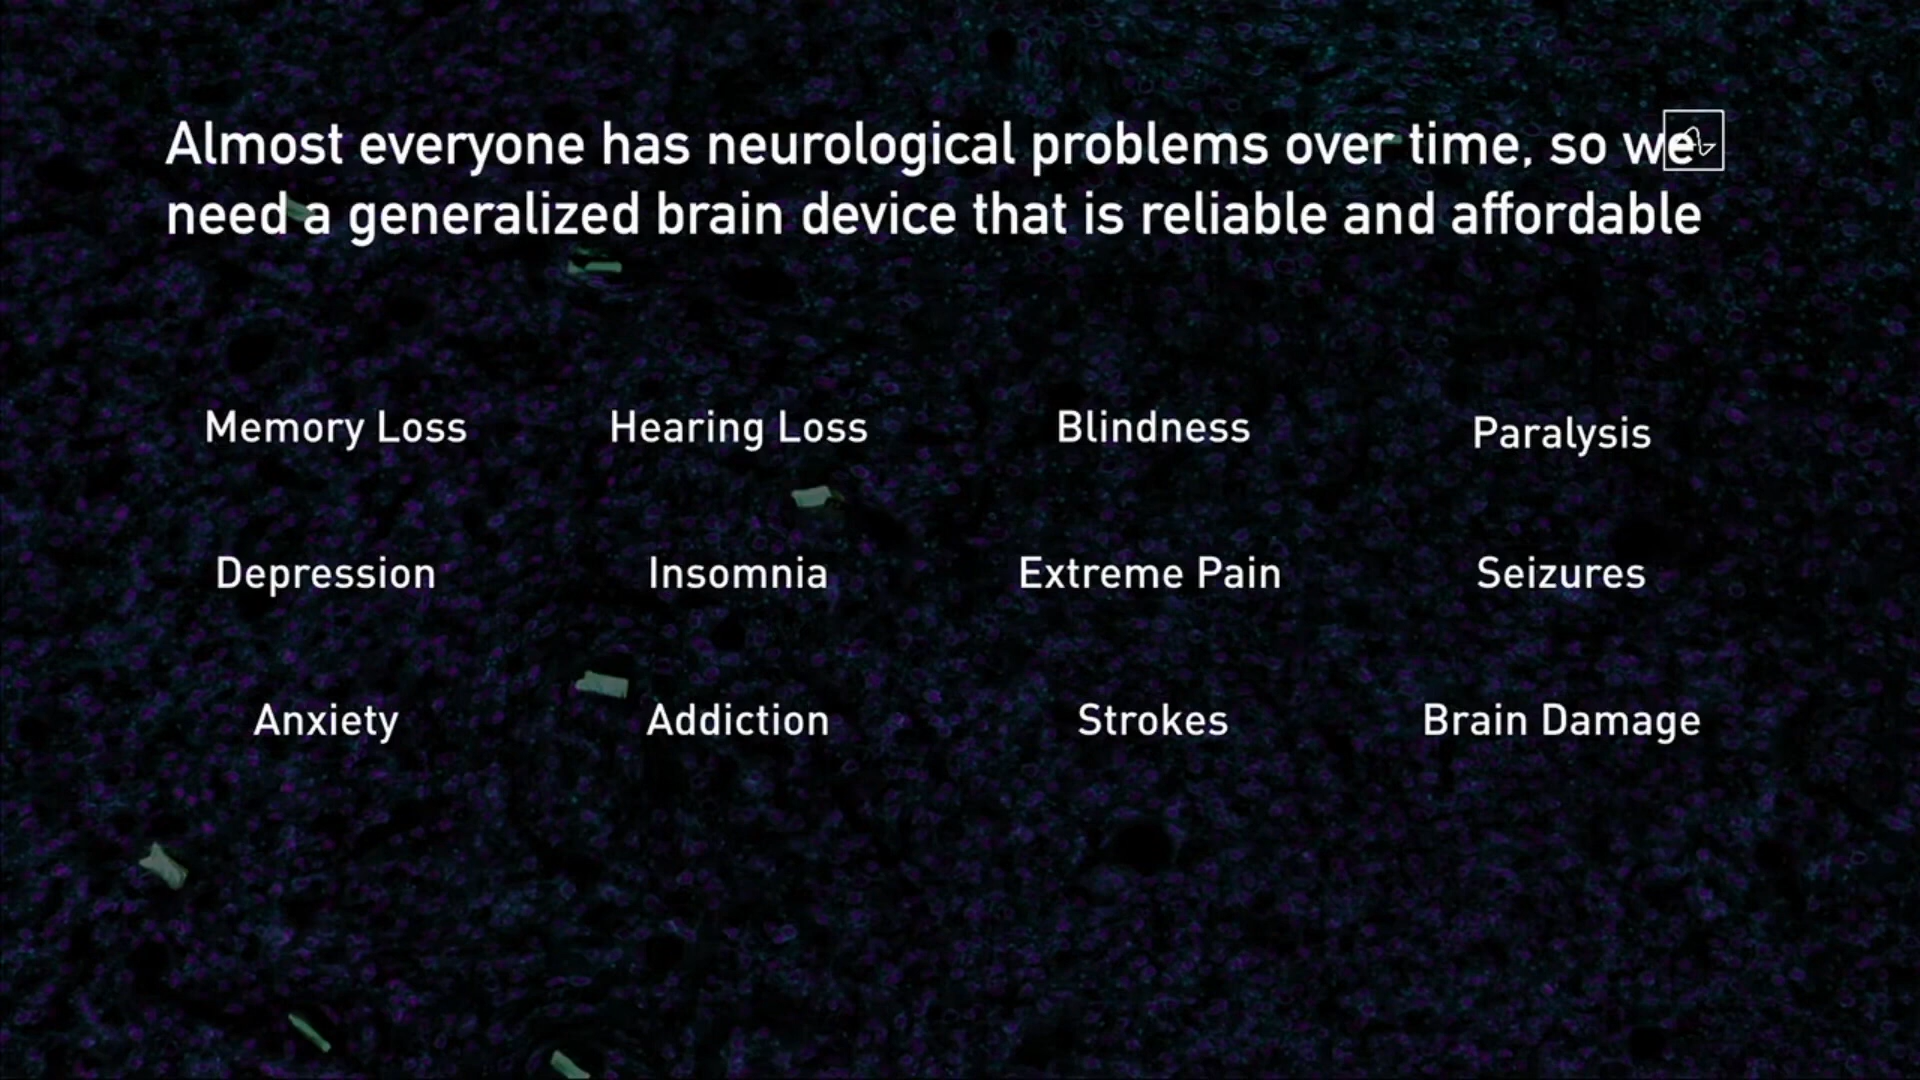 Almost everyone has neurological problems over time, so we
need a generalized brain device that is reliable and affordable
Memory Loss Hearing Loss Blindness Paralysis
Depression Insomnia Extreme Pain Seizures
Anxiety Addiction Strokes Brain Damage